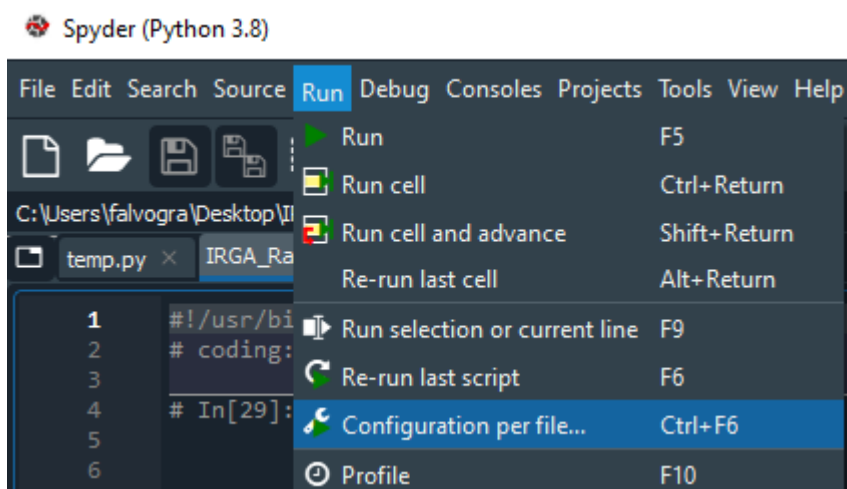 Spyder (Python 3.8)
File Edit Search Source Run Debug Consoles Projects Tools View Help
Run F5
Run cell Ctrl+Return
C:\Users\falvogra\Desktop\I
Run cell and advance Shift+Return
temp.py IRGA_Ra
Re-run last cell Alt+Return
1 #!/usr/bi
Run selection or current line F9
2 # coding:
3
Re-run last script F6
4 # In[29]:
Configuration per file... Ctrl+F6
5
6
Profile F10